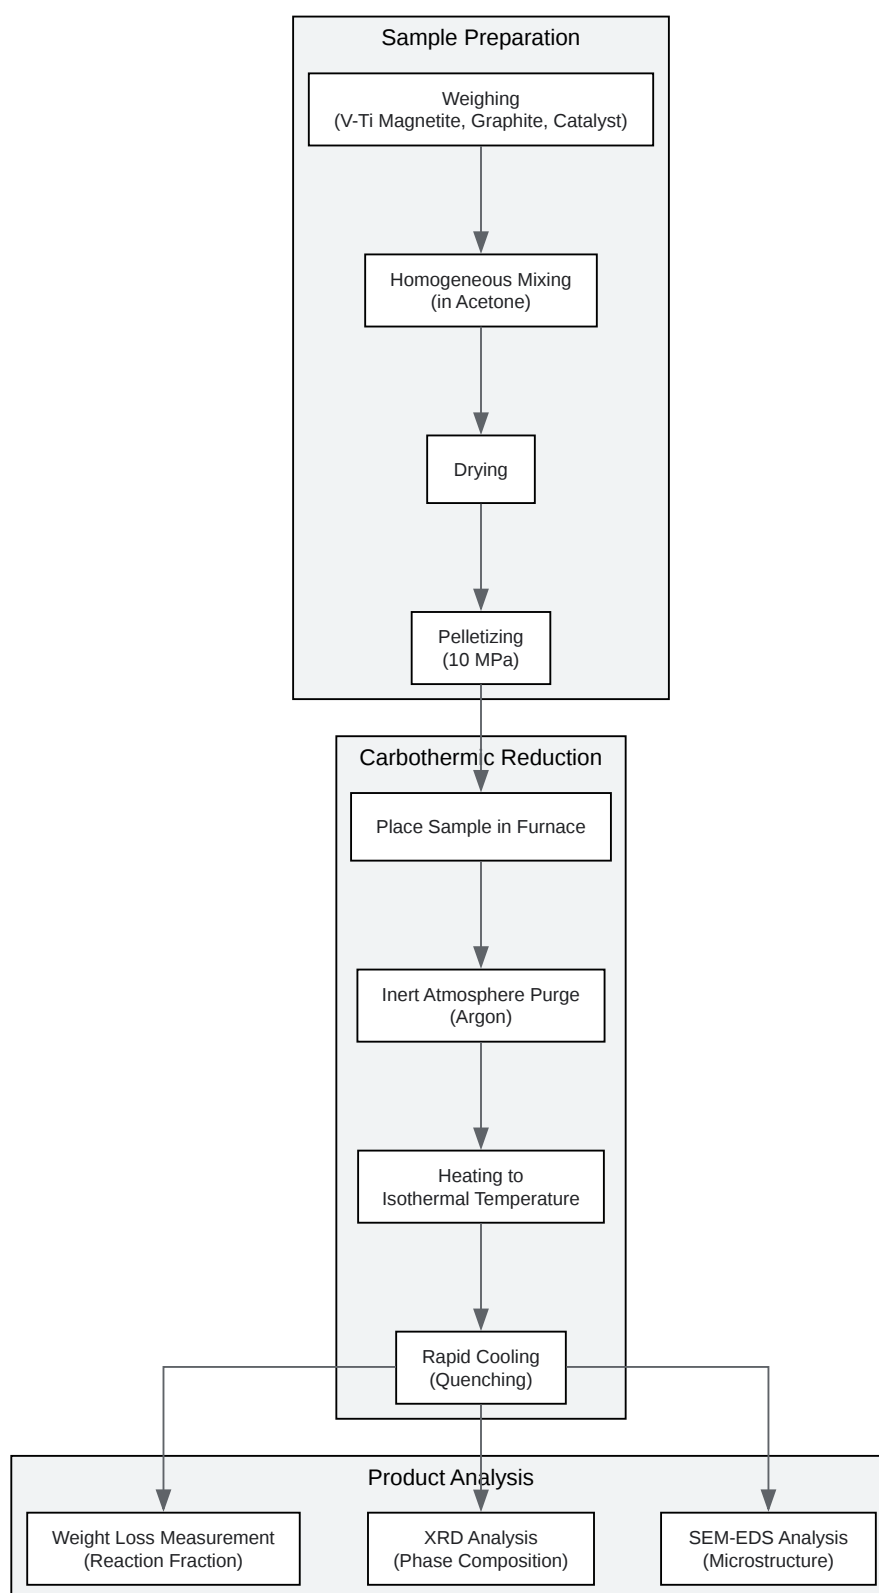 Sample Preparation
Weighing
(V-Ti Magnetite, Graphite, Catalyst)
Homogeneous Mixing
(in Acetone)
Drying
Pelletizing
(10 MPa)
Carbothermic Reduction
Place Sample in Furnace
Inert Atmosphere Purge
(Argon)
Heating to
Isothermal Temperature
Rapid Cooling
(Quenching)
Product Analysis
Weight Loss Measurement
(Reaction Fraction)
XRD Analysis
(Phase Composition)
SEM-EDS Analysis
(Microstructure)